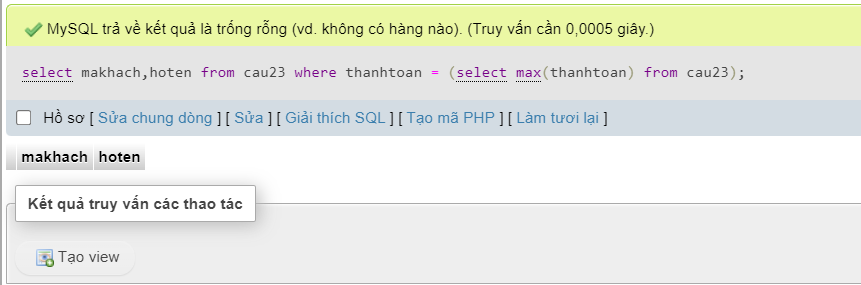 MySQL trả về kết quả là trống rỗng (vd. không có hàng nào). (Truy vấn cần 0,0005 giây.)
select makhach,hoten from cau23 where thanhtoan = (select max(thanhtoan) from cau23);
Hồ sơ [ Sửa chung dòng ] [ Sửa ] [ Giải thích SQL ] [ Tạo mã PHP ] [ Làm tươi lại ]
makhach hoten
Kết quả truy vấn các thao tác
Tạo view